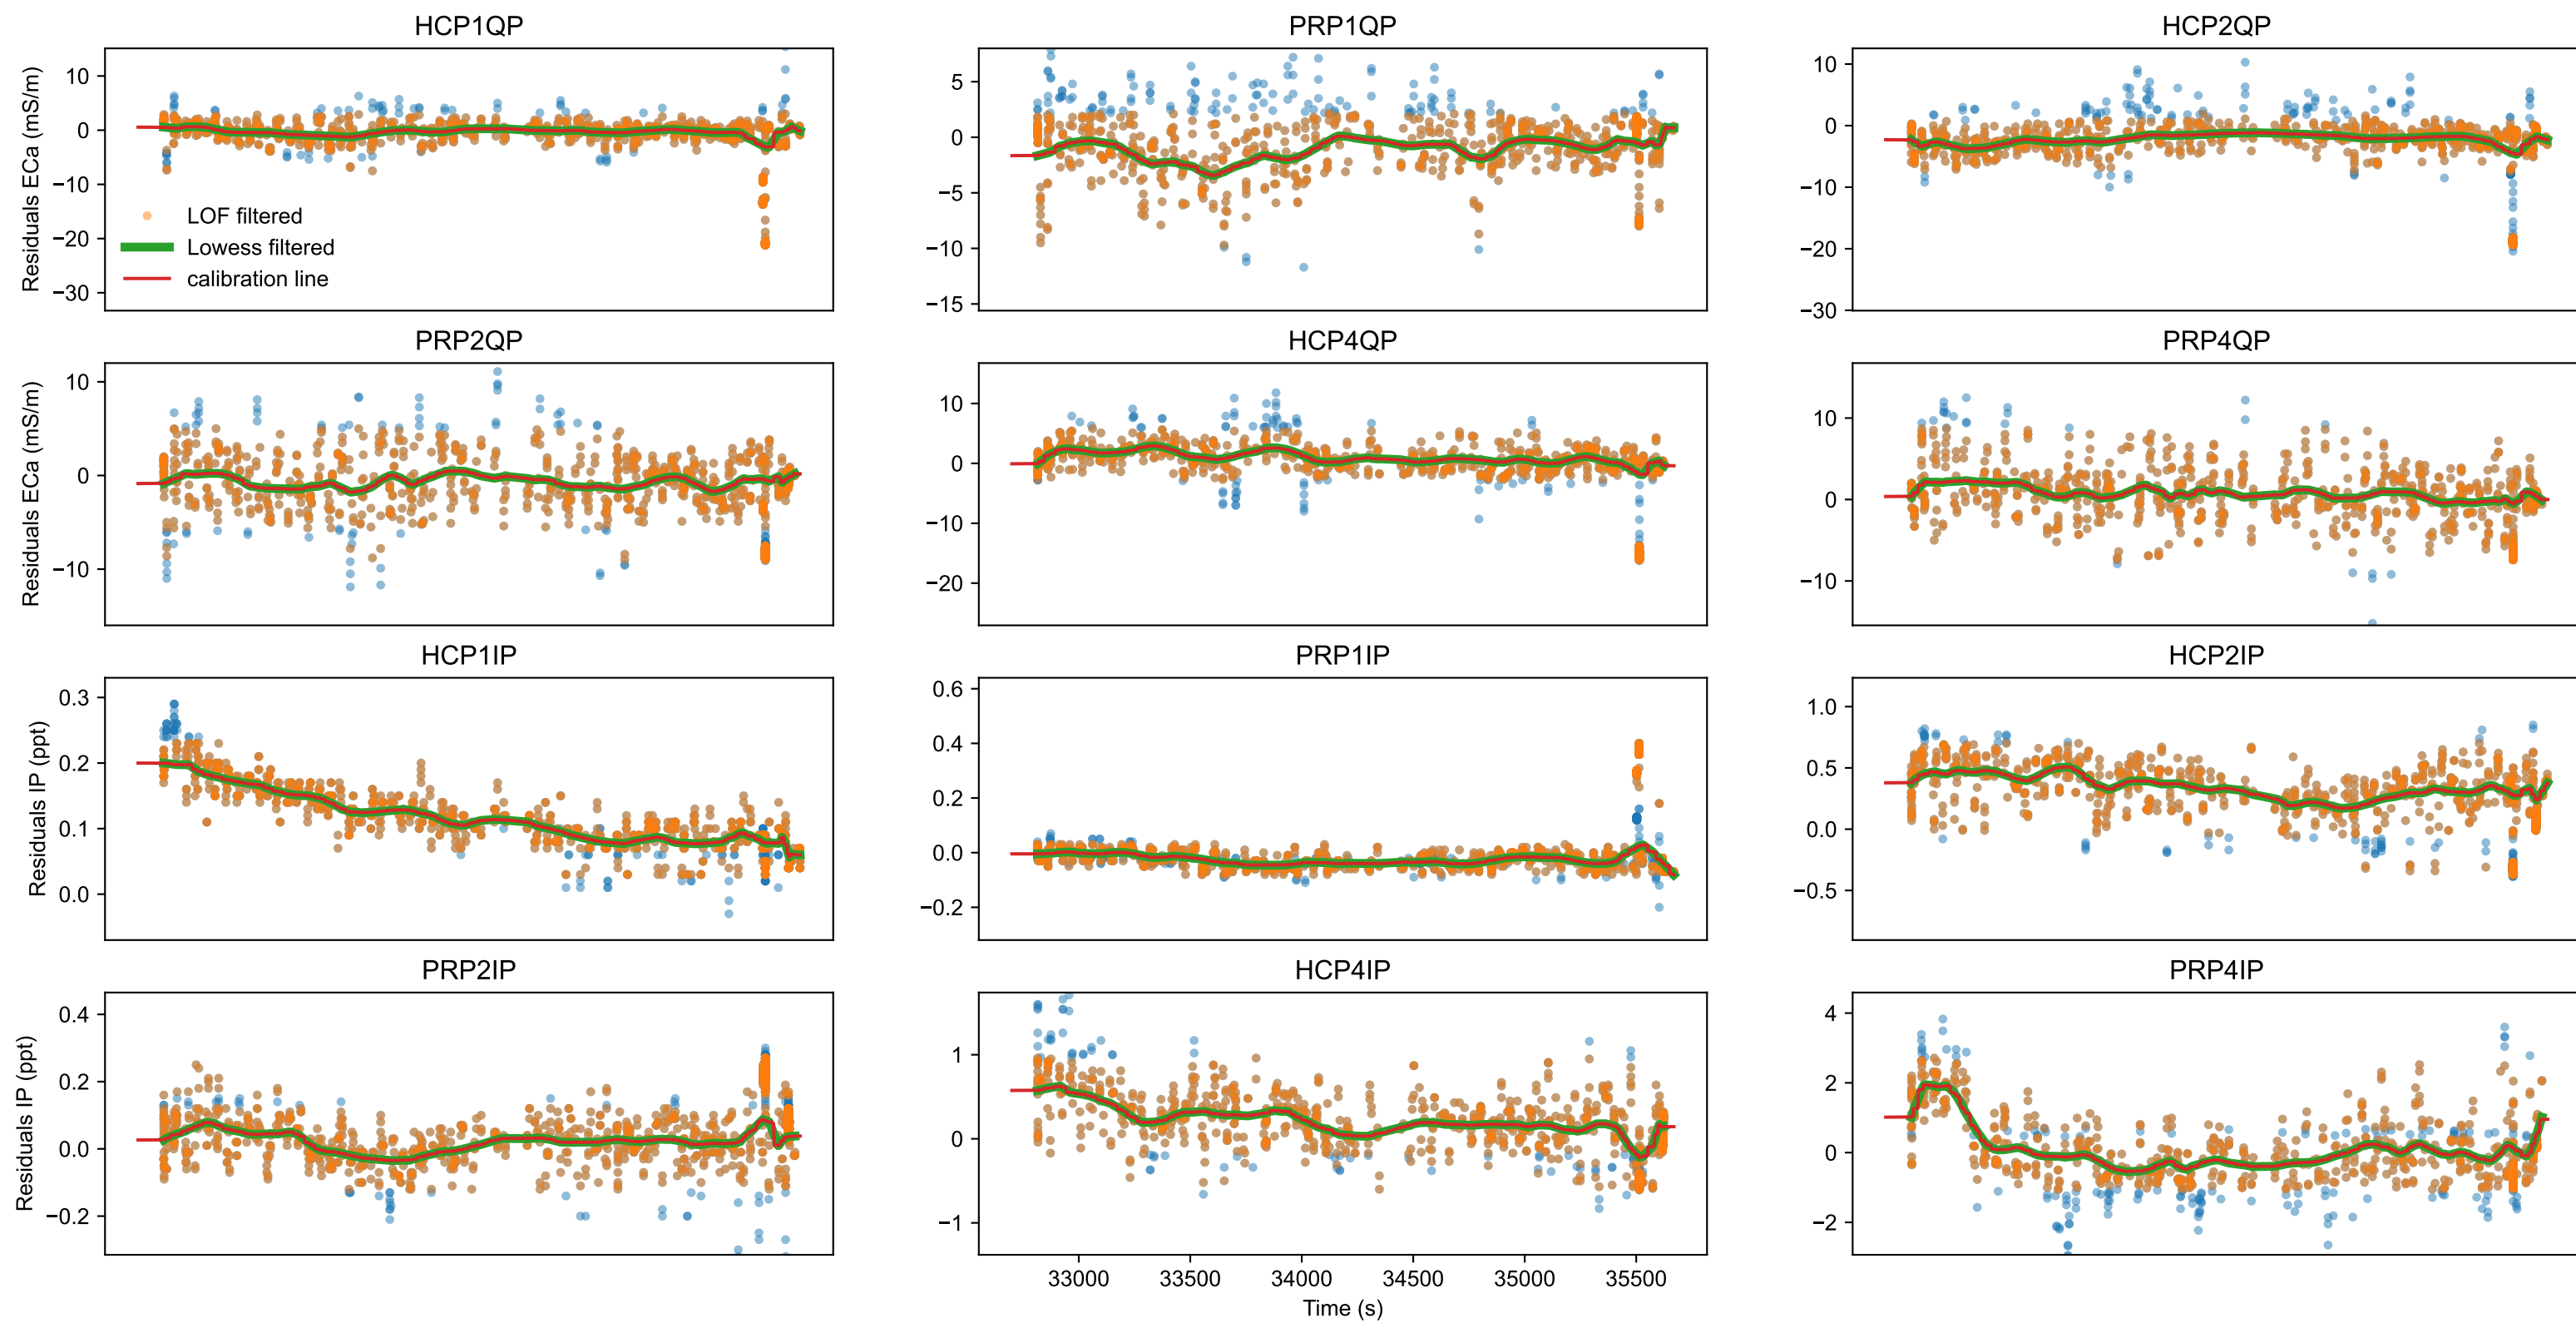 HCP1QP
PRP1QP
HCP2QP
Residuals ECa (mS/m)
10
0
−10
−20
−30
LOF filtered
Lowess filtered
calibration line
5
0
−5
−10
−15
10
0
−10
−20
−30
PRP2QP
HCP4QP
PRP4QP
Residuals ECa (mS/m)
10
0
−10
10
0
−10
−20
10
0
−10
HCP1IP
PRP1IP
HCP2IP
Residuals IP (ppt)
0.3
0.2
0.1
0.0
0.6
0.4
0.2
0.0
−0.2
1.0
0.5
0.0
−0.5
PRP2IP
HCP4IP
PRP4IP
Residuals IP (ppt)
0.4
0.2
0.0
−0.2
1
0
−1
4
2
0
−2
33000 33500 34000 34500 35000 35500
Time (s)